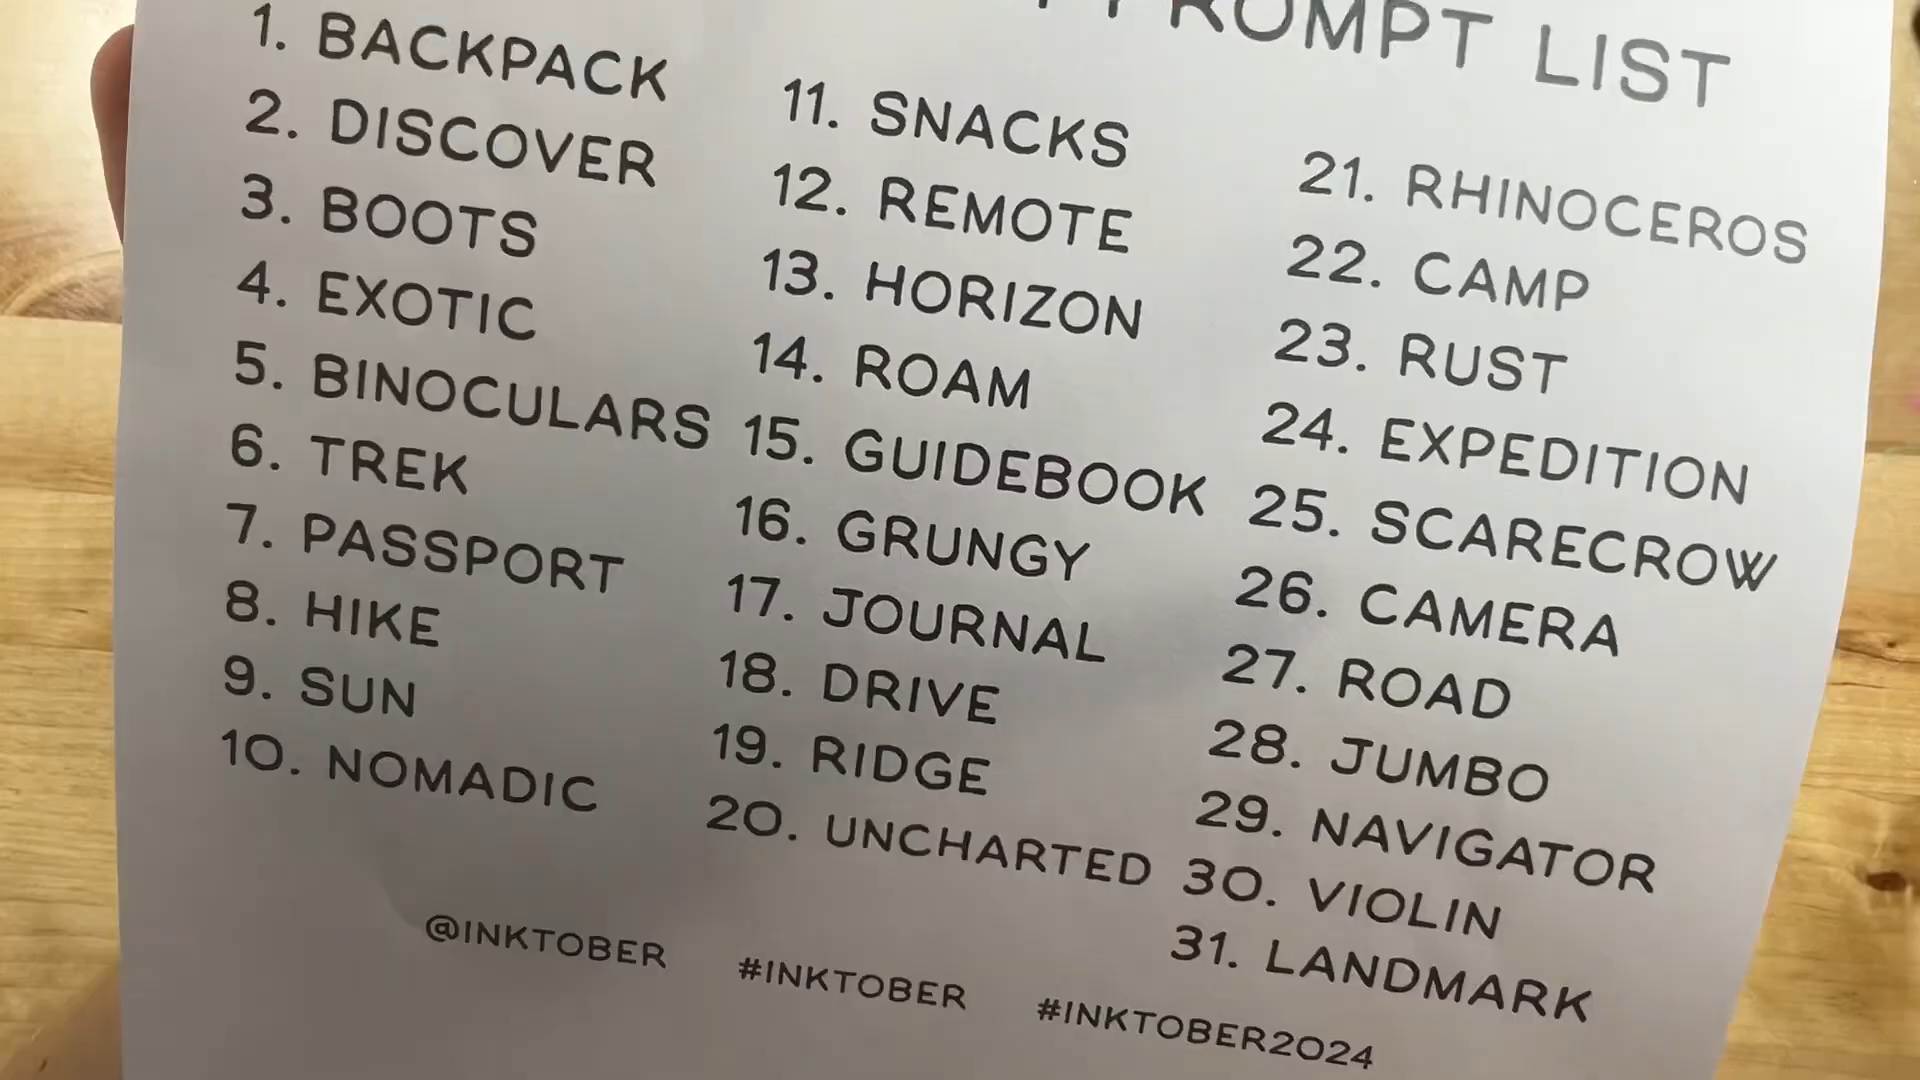 PROMPT LIST
1. BACKPACK
2. DISCOVER
3. BOOTS
4. EXOTIC
5. BINOCULARS
6. TREK
7. PASSPORT
8. HIKE
9. SUN
10. NOMADIC
11. SNACKS
12. REMOTE
13. HORIZON
14. ROAM
15. GUIDEBOOK
16. GRUNGY
17. JOURNAL
18. DRIVE
19. RIDGE
20. UNCHARTED
21. RHINOCEROS
22. CAMP
23. RUST
24. EXPEDITION
25. SCARECROW
26. CAMERA
27. ROAD
28. JUMBO
29. NAVIGATOR
30. VIOLIN
31. LANDMARK
@INKTOBER #INKTOBER #INKTOBER2024